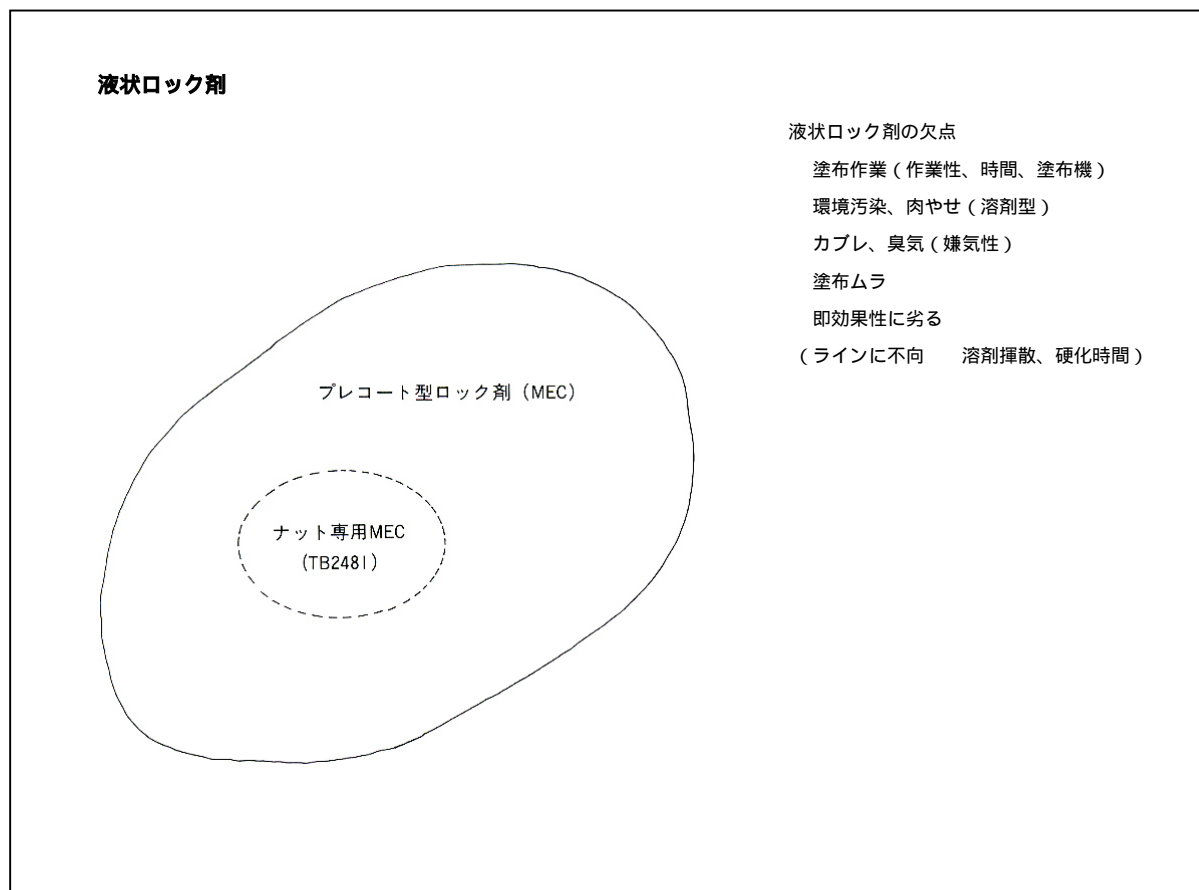 液状ロック剤
液状ロック剤の欠点
塗布作業（作業性、時間、塗布機）
環境汚染、肉やせ（溶剤型）
カブレ、臭気（嫌気性）
塗布ムラ
即効果性に劣る
（ラインに不向　　溶剤揮散、硬化時間）
プレコート型ロック剤（MEC）
ナット専用MEC
（TB2481）